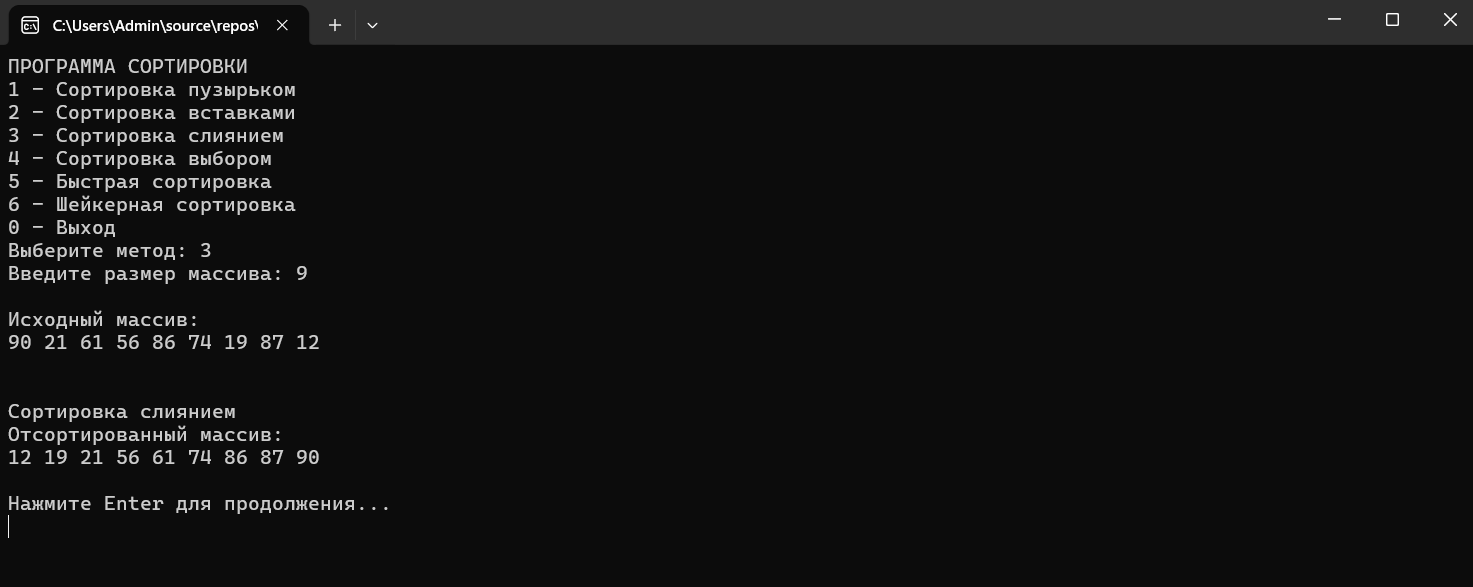 C:\Users\Admin\source\repos\
ПРОГРАММА СОРТИРОВКИ
1 - Сортировка пузырьком
2 - Сортировка вставками
3 - Сортировка слиянием
4 - Сортировка выбором
5 - Быстрая сортировка
6 - Шейкерная сортировка
0 - Выход
Выберите метод: 3
Введите размер массива: 9
Исходный массив:
90 21 61 56 86 74 19 87 12
Сортировка слиянием
Отсортированный массив:
12 19 21 56 61 74 86 87 90
Нажмите Enter для продолжения...